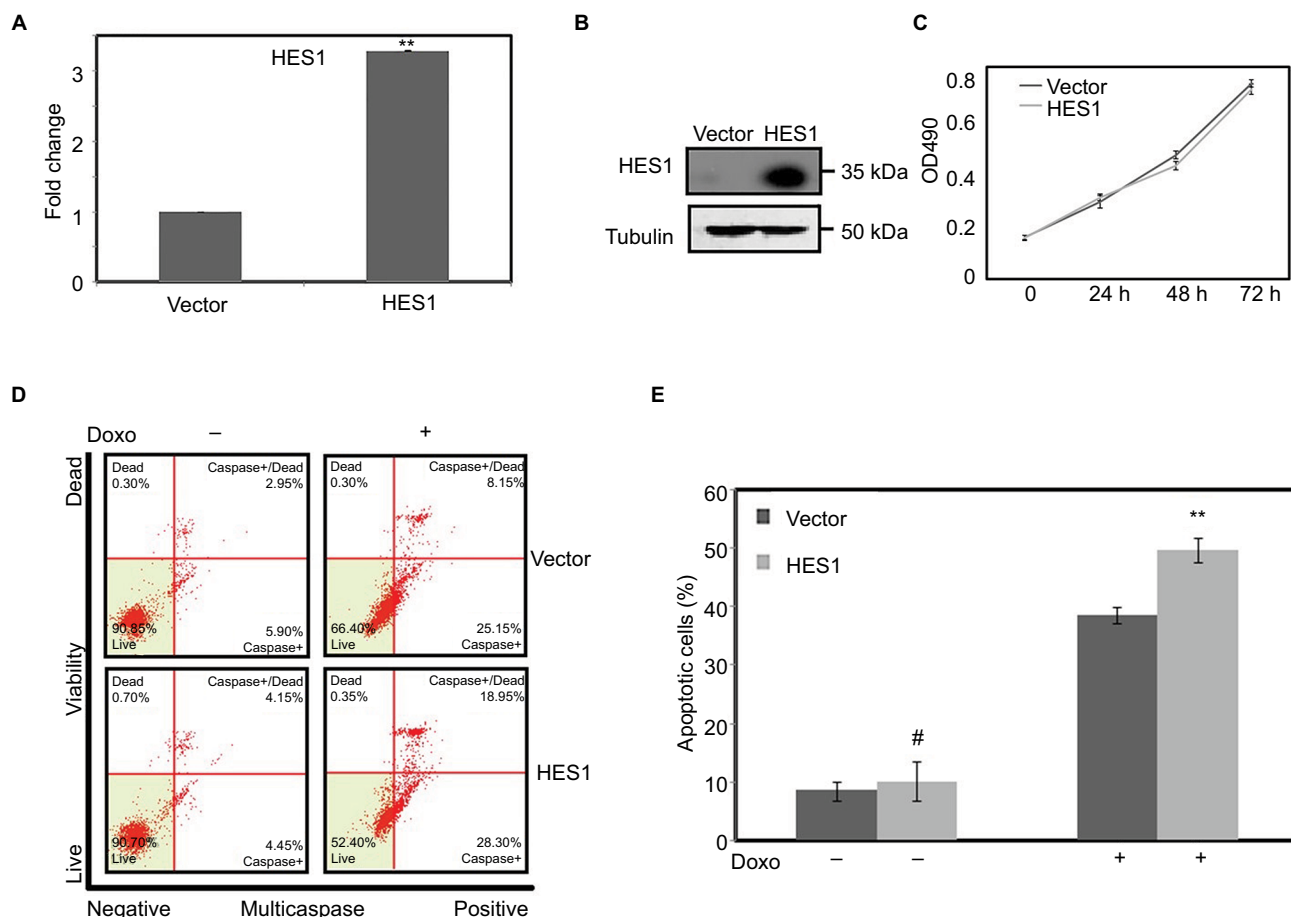 A
HES1
**
3
2
1
0
Fold change
Vector
HES1
B
Vector HES1
HES1
35 kDa
Tubulin
50 kDa
C
Vector
HES1
0.8
0.6
0.4
0.2
0
OD490
0 24 h 48 h 72 h
D
Doxo – +
Dead
0.30%
Caspase+/Dead
2.95%
90.85%
Live
5.90%
Caspase+
Dead
0.30%
Caspase+/Dead
8.15%
66.40%
Live
25.15%
Caspase+
Vector
Dead
0.70%
Caspase+/Dead
4.15%
90.70%
Live
4.45%
Caspase+
Dead
0.35%
Caspase+/Dead
18.95%
52.40%
Live
28.30%
Caspase+
HES1
Dead
Viability
Live
Negative Multicaspase Positive
E
Vector
HES1
60
50
40
30
20
10
0
Apoptotic cells (%)
#
**
Doxo – – + +